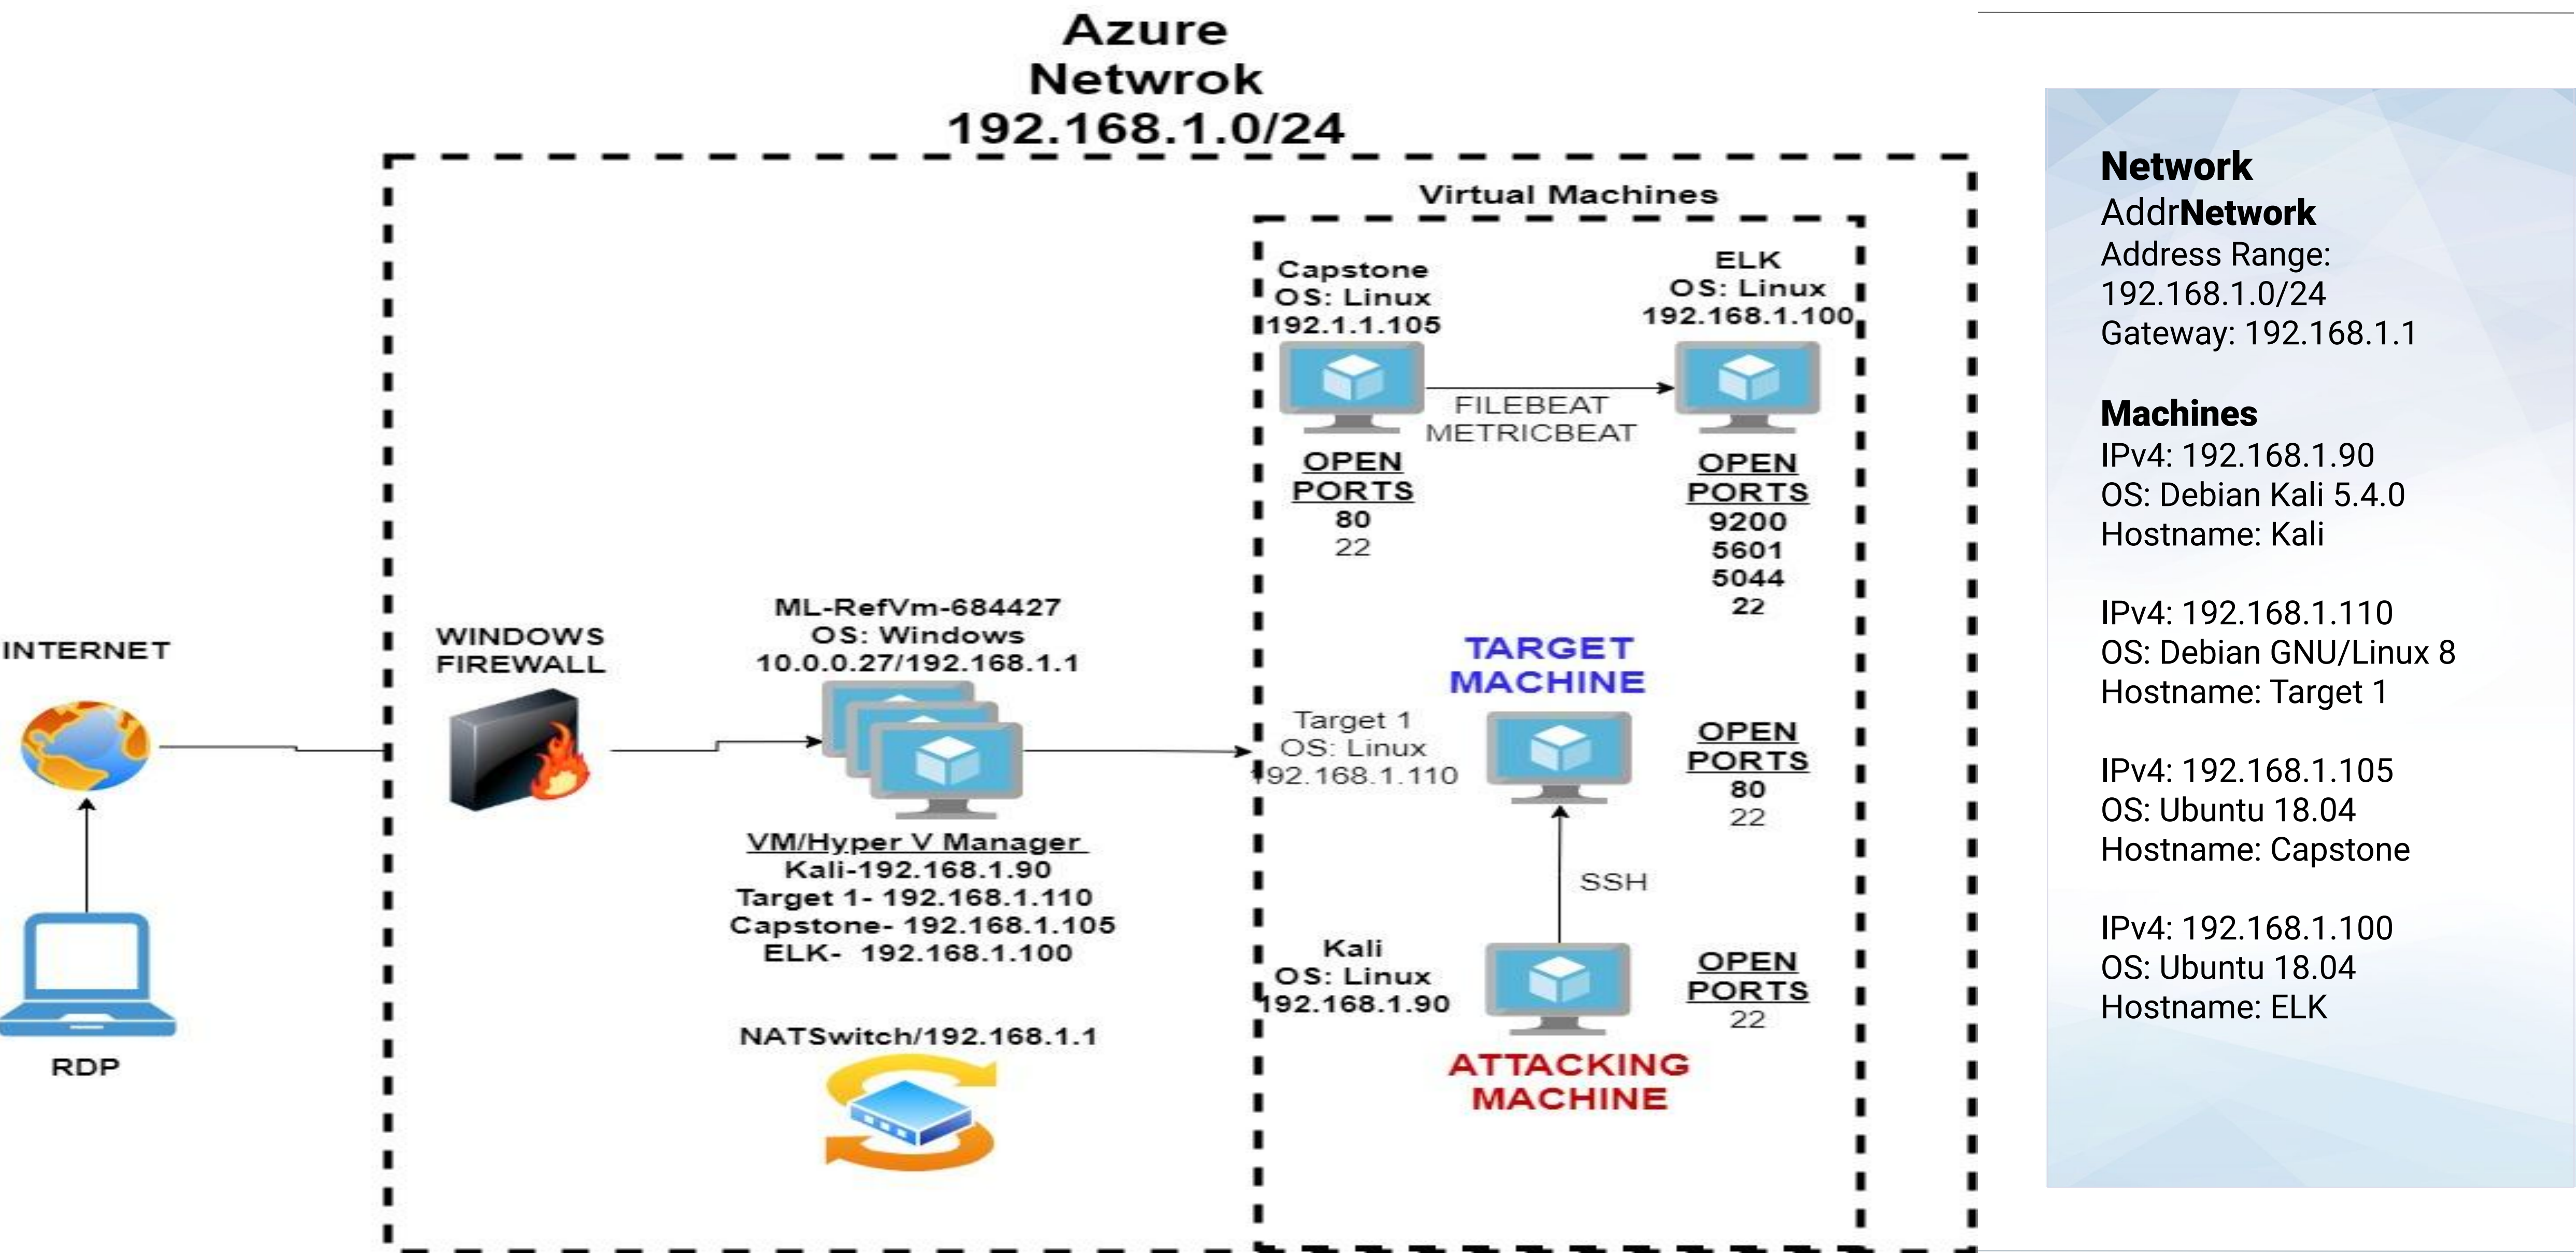 Azure
Netwrok
192.168.1.0/24
INTERNET
RDP
WINDOWS
FIREWALL
ML-RefVm-684427
OS: Windows
10.0.0.27/192.168.1.1
VM/Hyper V Manager
Kali-192.168.1.90
Target 1- 192.168.1.110
Capstone- 192.168.1.105
ELK- 192.168.1.100
NATSwitch/192.168.1.1
Virtual Machines
Capstone
OS: Linux
192.1.1.105
OPEN
PORTS
80
22
FILEBEAT
METRICBEAT
ELK
OS: Linux
192.168.1.100
OPEN
PORTS
9200
5601
5044
22
TARGET
MACHINE
Target 1
OS: Linux
192.168.1.110
OPEN
PORTS
80
22
SSH
Kali
OS: Linux
192.168.1.90
OPEN
PORTS
22
ATTACKING
MACHINE
Network
AddrNetwork
Address Range:
192.168.1.0/24
Gateway: 192.168.1.1
Machines
IPv4: 192.168.1.90
OS: Debian Kali 5.4.0
Hostname: Kali
IPv4: 192.168.1.110
OS: Debian GNU/Linux 8
Hostname: Target 1
IPv4: 192.168.1.105
OS: Ubuntu 18.04
Hostname: Capstone
IPv4: 192.168.1.100
OS: Ubuntu 18.04
Hostname: ELK